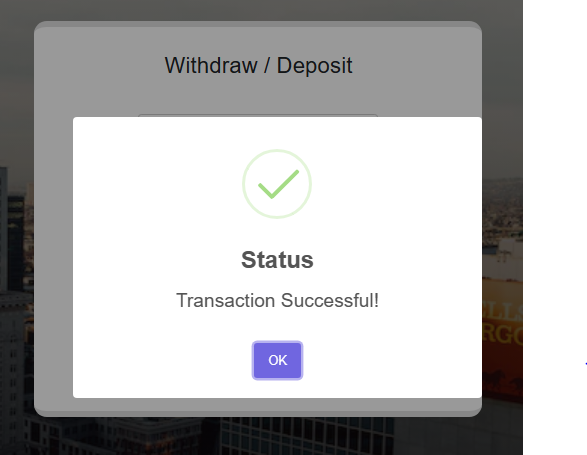 Withdraw / Deposit
Status
Transaction Successful!
OK